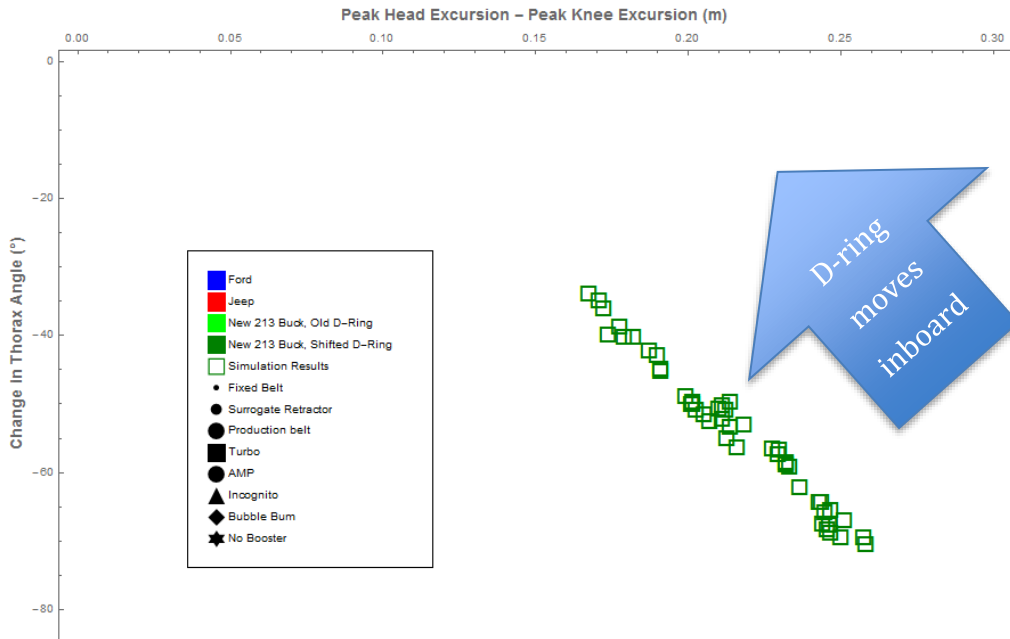 Peak Head Excursion – Peak Knee Excursion (m)
0.00 0.05 0.10 0.15 0.20 0.25 0.30
Change In Thorax Angle (°)
0
−20
−40
−60
−80
Ford
Jeep
New 213 Buck, Old D–Ring
New 213 Buck, Shifted D–Ring
Simulation Results
Fixed Belt
Surrogate Retractor
Production belt
Turbo
AMP
Incognito
Bubble Bum
No Booster
D-ring
moves
inboard